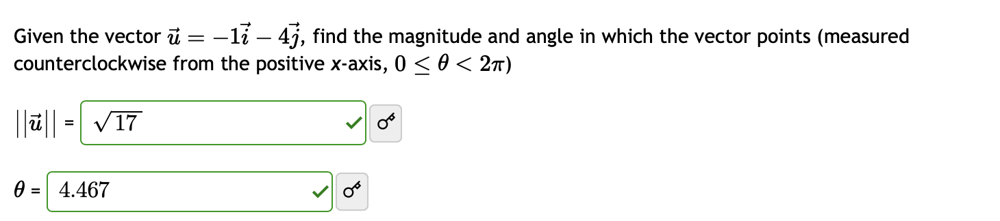 Given the vector $\vec{u} = -1\vec{i} - 4\vec{j}$, find the magnitude and angle in which the vector points (measured
counterclockwise from the positive x-axis, $0 \leq \theta < 2\pi$)
$||\vec{u}||$ = $\sqrt{17}$
$\theta$ = 4.467